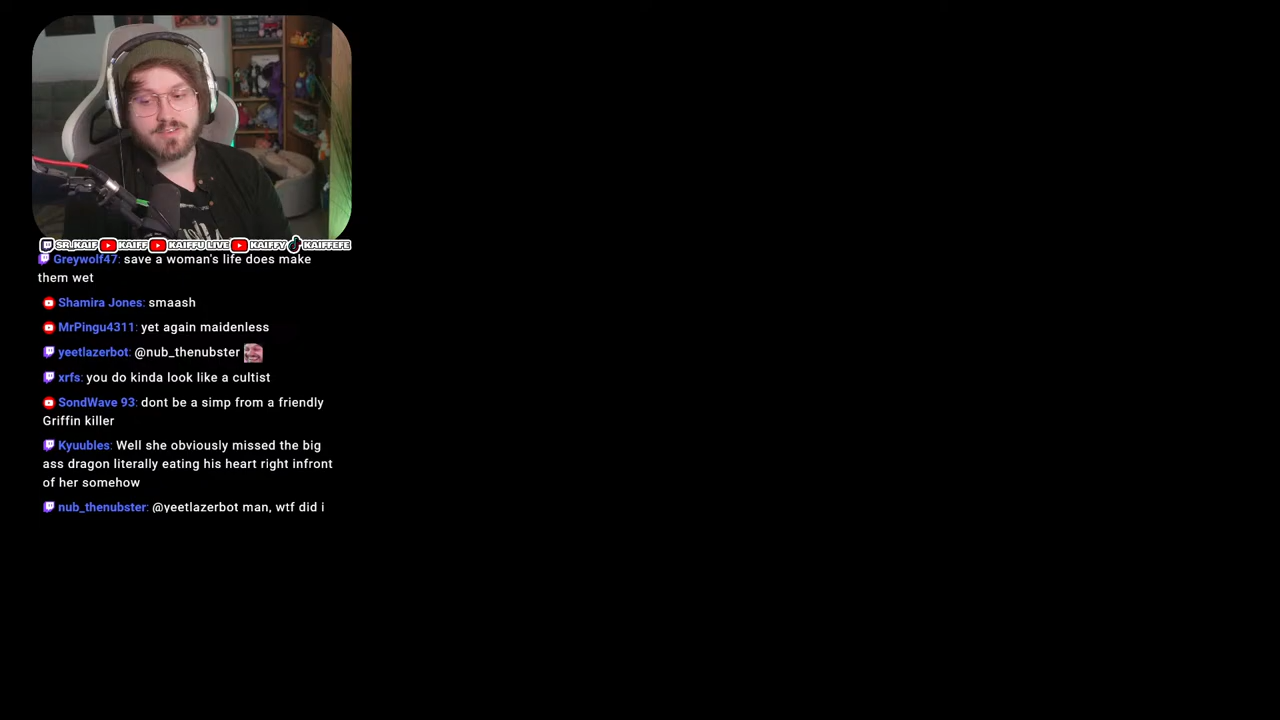 SR_KAIF KAIFF KAIFFU LIVE KAIFFY KAIFFEFE
Greywolf47: save a woman's life does make
them wet
Shamira Jones: smaash
MrPingu4311: yet again maidenless
yeetlazerbot: @nub_thenubster
xrfs: you do kinda look like a cultist
SondWave 93: dont be a simp from a friendly
Griffin killer
Kyuubles: Well she obviously missed the big
ass dragon literally eating his heart right infront
of her somehow
nub_thenubster: @yeetlazerbot man, wtf did i